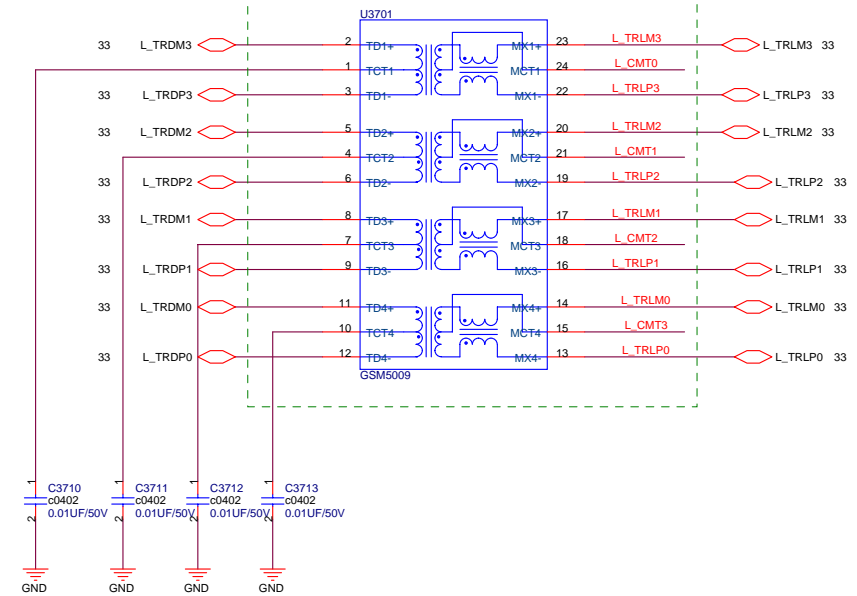 U3701
33 L_TRDM3 2 TD1+ MX1+ 23 L_TRLM3 L_TRLM3 33
1 TCT1 MCT1 24 L_CMT0
33 L_TRDP3 3 TD1- MX1- 22 L_TRLP3 L_TRLP3 33
33 L_TRDM2 5 TD2+ MX2+ 20 L_TRLM2 L_TRLM2 33
4 TCT2 MCT2 21 L_CMT1
33 L_TRDP2 6 TD2- MX2- 19 L_TRLP2 L_TRLP2 33
33 L_TRDM1 8 TD3+ MX3+ 17 L_TRLM1 L_TRLM1 33
7 TCT3 MCT3 18 L_CMT2
33 L_TRDP1 9 TD3- MX3- 16 L_TRLP1 L_TRLP1 33
33 L_TRDM0 11 TD4+ MX4+ 14 L_TRLM0 L_TRLM0 33
10 TCT4 MCT4 15 L_CMT3
33 L_TRDP0 12 TD4- MX4- 13 L_TRLP0 L_TRLP0 33
GSM5009
1 C3710 1 C3711 1 C3712 1 C3713
c0402 c0402 c0402 c0402
2 0.01UF/50V 2 0.01UF/50V 2 0.01UF/50V 2 0.01UF/50V
GND GND GND GND